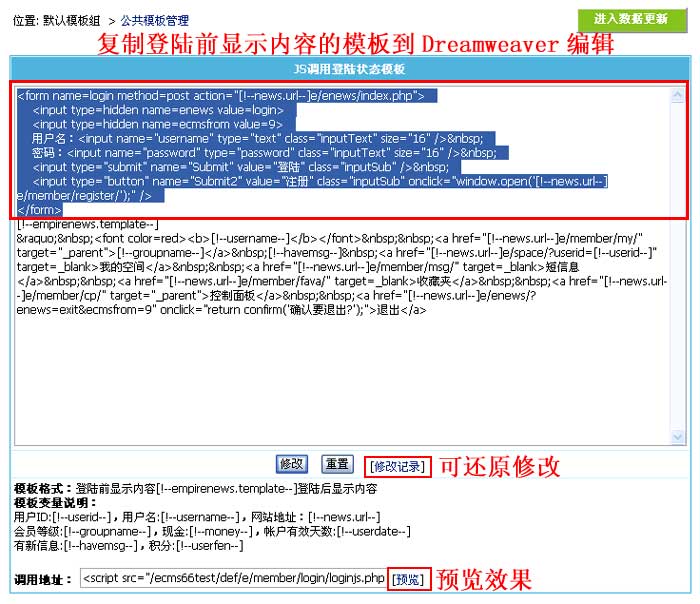 位置: 默认模板组 > 公共模板管理
进入数据更新
复制登陆前显示内容的模板到 Dreamweaver 编辑
JS调用登陆状态模板
<form name=login method=post action="[!--news.url--]e/enews/index.php">
<input type=hidden name=enews value=login>
<input type=hidden name=ecmsfrom value=9>
用户名：<input name="username" type="text" class="inputText" size="16" />&nbsp;
密码：<input name="password" type="password" class="inputText" size="16" />&nbsp;
<input type="submit" name="Submit" value="登陆" class="inputSub" />&nbsp;
<input type="button" name="Submit2" value="注册" class="inputSub" onclick="window.open('[!--news.url--]
e/member/register/');" />
</form>
[!--empirenews.template--]
&raquo;&nbsp;<font color=red><b>[!--username--]</b></font>&nbsp;&nbsp;<a href="[!--news.url--]e/member/my/"
target="_parent">[!--groupname--]</a>&nbsp;[!--havemsg--]&nbsp;<a href="[!--news.url--]e/space/?userid=[!--userid--]"
target=_blank>我的空间</a>&nbsp;&nbsp;<a href="[!--news.url--]e/member/msg/" target=_blank>短信息
</a>&nbsp;&nbsp;<a href="[!--news.url--]e/member/fava/" target=_blank>收藏夹</a>&nbsp;&nbsp;<a href="[!--news.url-
-]e/member/cp/" target="_parent">控制面板</a>&nbsp;&nbsp;<a href="[!--news.url--]e/enews/?
enews=exit&ecmsfrom=9" onclick="return confirm('确认要退出?');">退出</a>
修改 重置 [修改记录] 可还原修改
模板格式：登陆前显示内容[!--empirenews.template--]登陆后显示内容
模板变量说明：
用户ID:[!--userid--]，用户名:[!--username--]，网站地址：[!--news.url--]
会员等级:[!--groupname--]，现金:[!--money--]，帐户有效天数:[!--userdate--]
有新信息:[!--havemsg--]，积分:[!--userfen--]
调用地址： <script src="/ecms66test/def/e/member/login/loginjs.php [预览] 预览效果